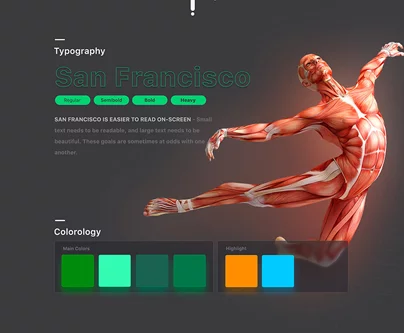 Typography
San Francisco
Regular
Semibold
Bold
Heavy
SAN FRANCISCO IS EASIER TO READ ON-SCREEN - Small
text needs to be readable, and large text needs to be
beautiful. These goals are sometimes at odds with one
another.
Colorology
Main Colors
Highlight